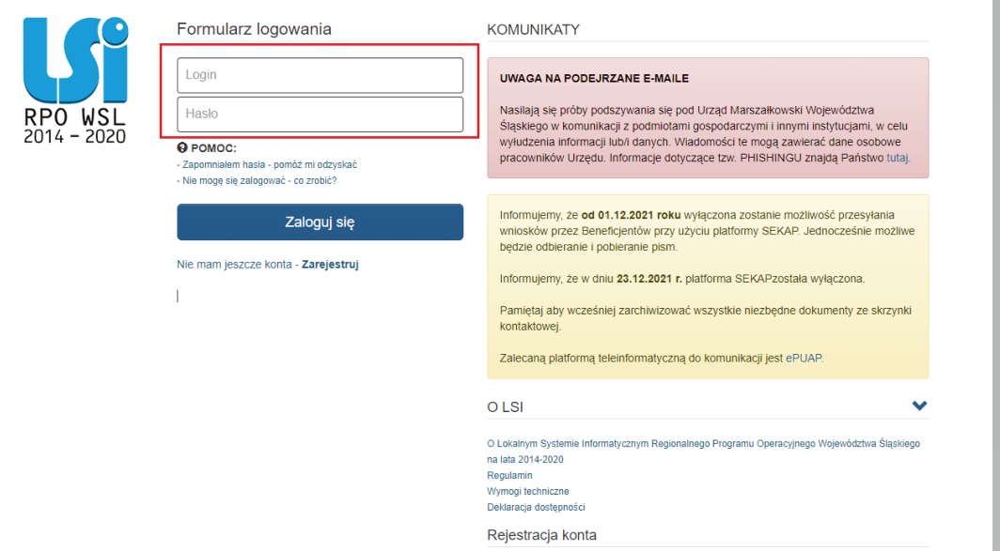 LSI
RPO WSL
2014 – 2020
Formularz logowania
Login
Hasło
POMOC:
- Zapomniałem hasła - pomóż mi odzyskać
- Nie mogę się zalogować - co zrobić?
Zaloguj się
Nie mam jeszcze konta - Zarejestruj
KOMUNIKATY
UWAGA NA PODEJRZANE E-MAILE
Nasilają się próby podszywania się pod Urząd Marszałkowski Województwa
Śląskiego w komunikacji z podmiotami gospodarczymi i innymi instytucjami, w celu
wyłudzenia informacji lub/i danych. Wiadomości te mogą zawierać dane osobowe
pracowników Urzędu. Informacje dotyczące tzw. PHISHINGU znajdą Państwo tutaj.
Informujemy, że od 01.12.2021 roku wyłączona zostanie możliwość przesyłania
wniosków przez Beneficjentów przy użyciu platformy SEKAP. Jednocześnie możliwe
będzie odbieranie i pobieranie pism.
Informujemy, że w dniu 23.12.2021 r. platforma SEKAPzostała wyłączona.
Pamiętaj aby wcześniej zarchiwizować wszystkie niezbędne dokumenty ze skrzynki
kontaktowej.
Zalecaną platformą teleinformatyczną do komunikacji jest ePUAP.
O LSI
O Lokalnym Systemie Informatycznym Regionalnego Programu Operacyjnego Województwa Śląskiego
na lata 2014-2020
Regulamin
Wymogi techniczne
Deklaracja dostępności
Rejestracja konta